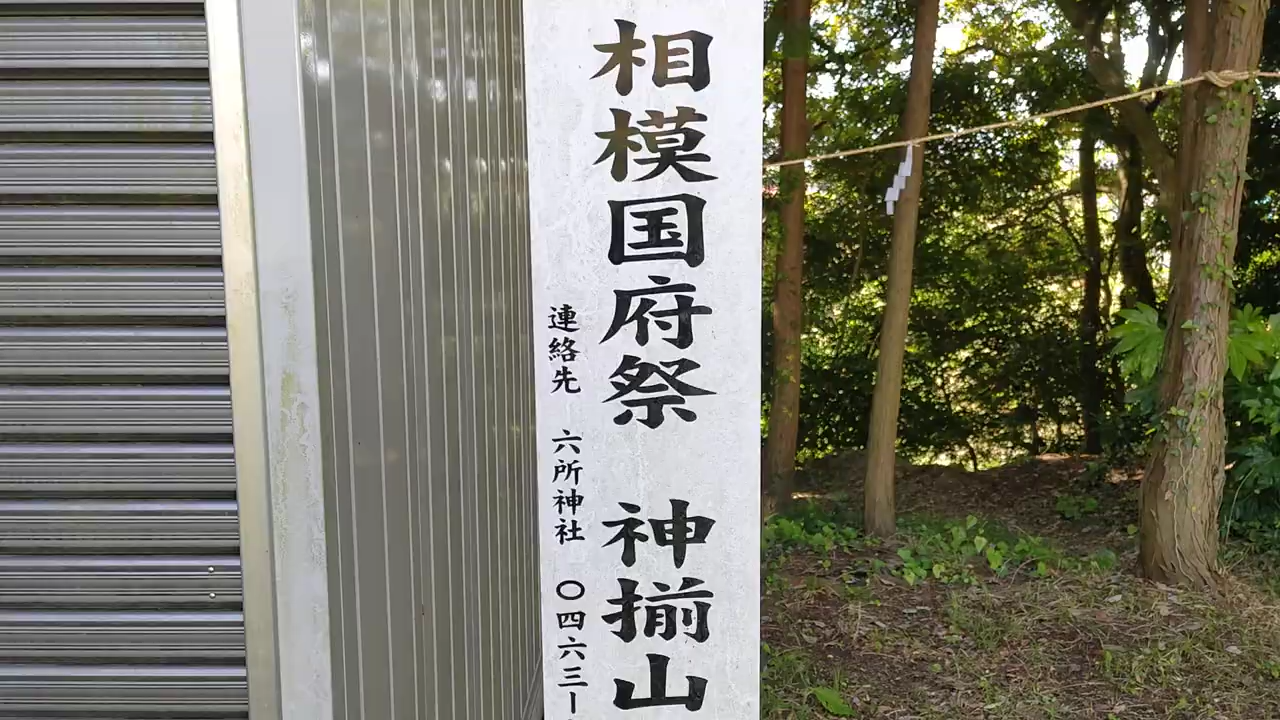 相模国府祭　神揃山
連絡先　六所神社　〇四六三ー